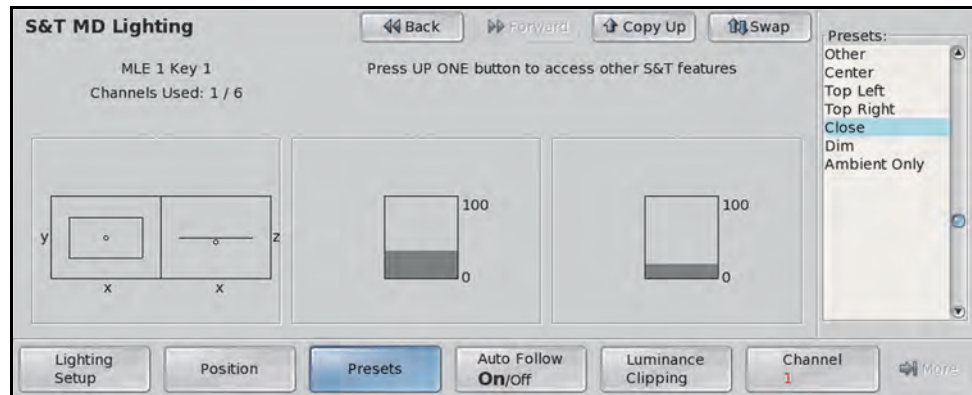 S&T MD Lighting
Back
Forward
Copy Up
Swap
MLE 1 Key 1
Channels Used: 1 / 6
Press UP ONE button to access other S&T features
Presets:
Other
Center
Top Left
Top Right
Close
Dim
Ambient Only
y
z
x
x
100
0
100
0
Lighting
Setup
Position
Presets
Auto Follow
On/Off
Luminance
Clipping
Channel
1
More